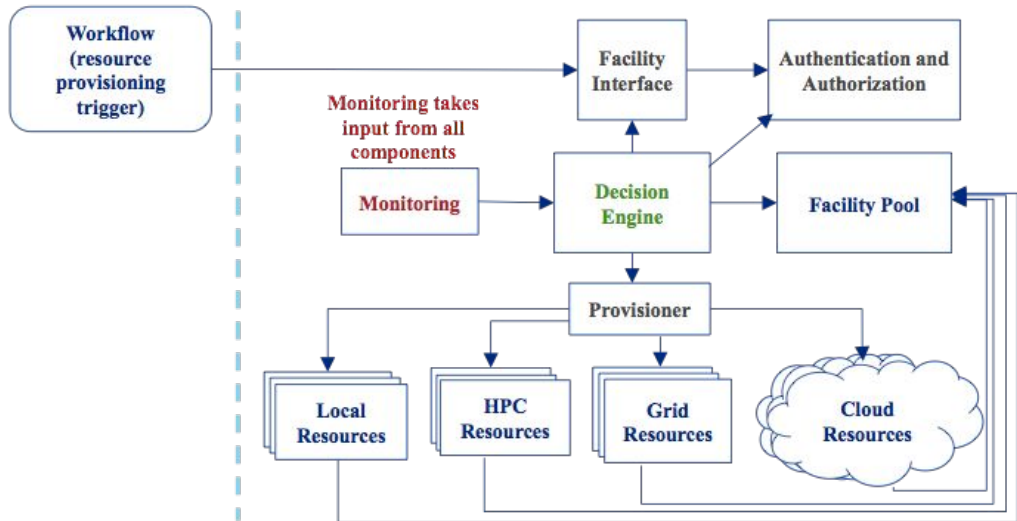 Workflow
(resource
provisioning
trigger)
Facility
Interface
Authentication and
Authorization
Monitoring takes
input from all
components
Monitoring
Decision
Engine
Facility Pool
Provisioner
Local
Resources
HPC
Resources
Grid
Resources
Cloud
Resources